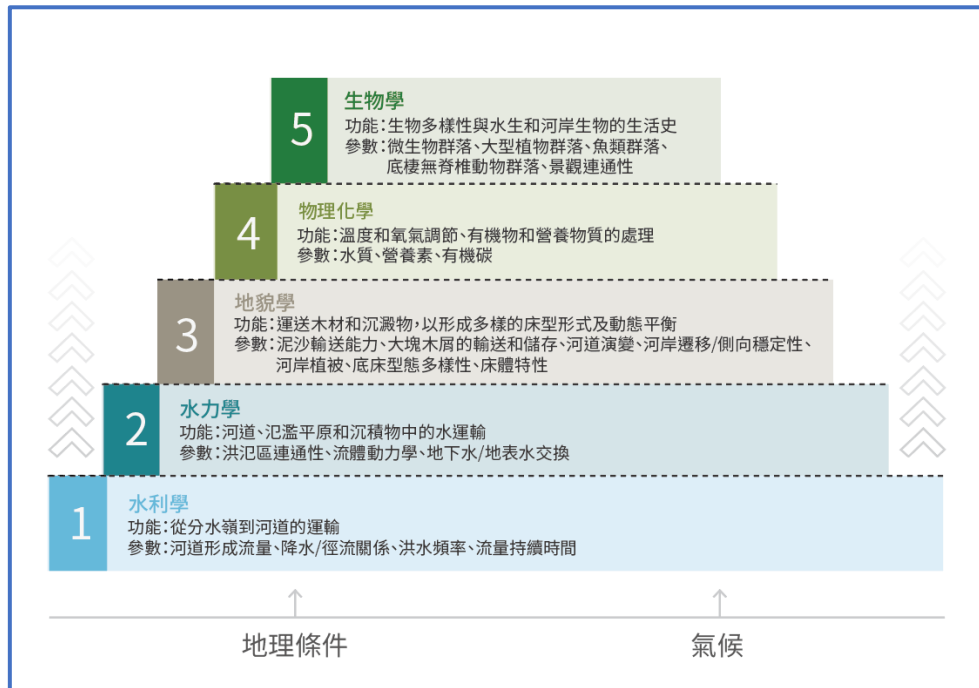 5
生物學
功能:生物多樣性與水生和河岸生物的生活史
參數:微生物群落、大型植物群落、魚類群落、
底棲無脊椎動物群落、景觀連通性
4
物理化學
功能:溫度和氧氣調節、有機物和營養物質的處理
參數:水質、營養素、有機碳
3
地貌學
功能:運送木材和沉澱物,以形成多樣的床型形式及動態平衡
參數:泥沙輸送能力、大塊木屑的輸送和儲存、河道演變、河岸遷移/側向穩定性、
河岸植被、底床型態多樣性、床體特性
2
水力學
功能:河道、氾濫平原和沉積物中的水運輸
參數:洪氾區連通性、流體動力學、地下水/地表水交換
1
水利學
功能:從分水嶺到河道的運輸
參數:河道形成流量、降水/徑流關係、洪水頻率、流量持續時間
地理條件
氣候